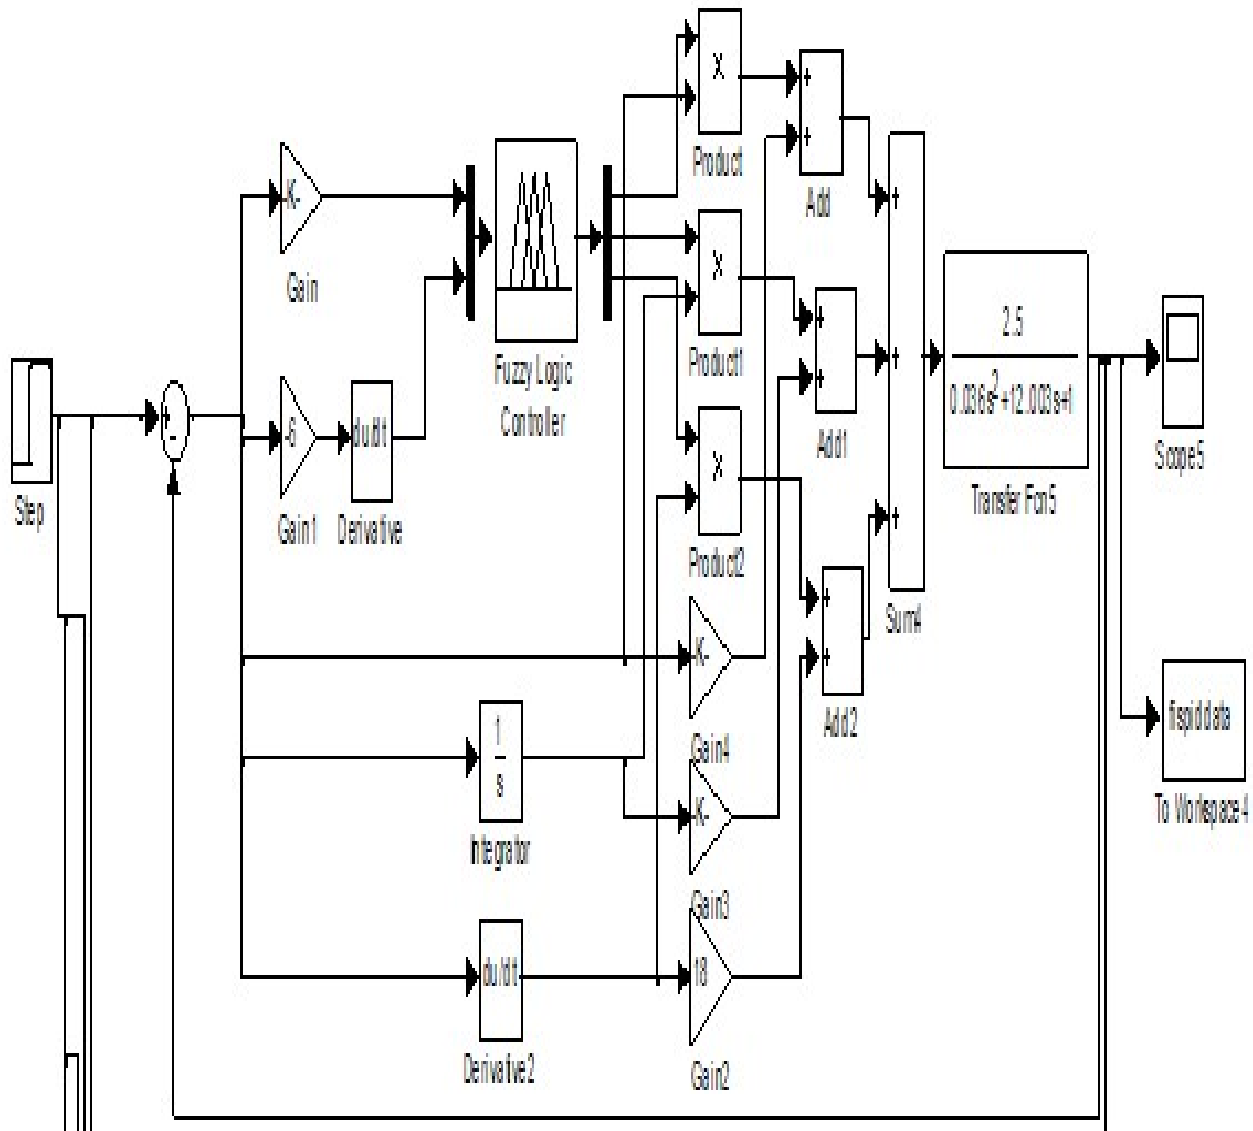 X
Product
+
+
Add
-K-
Gain
+
+
+
Sum4
X
Product1
+
+
Add1
Fuzzy Logic
Controller
2.5
0.036s²+12.003s+1
Transfer Fcn5
Scope5
Step
+
-
-6
Gain1
du/dt
Derivative
X
Product2
+
+
Add2
-K-
Gain4
fispiddata
To Workspace4
1
s
Integrator
-K-
Gain3
du/dt
Derivative2
18
Gain2